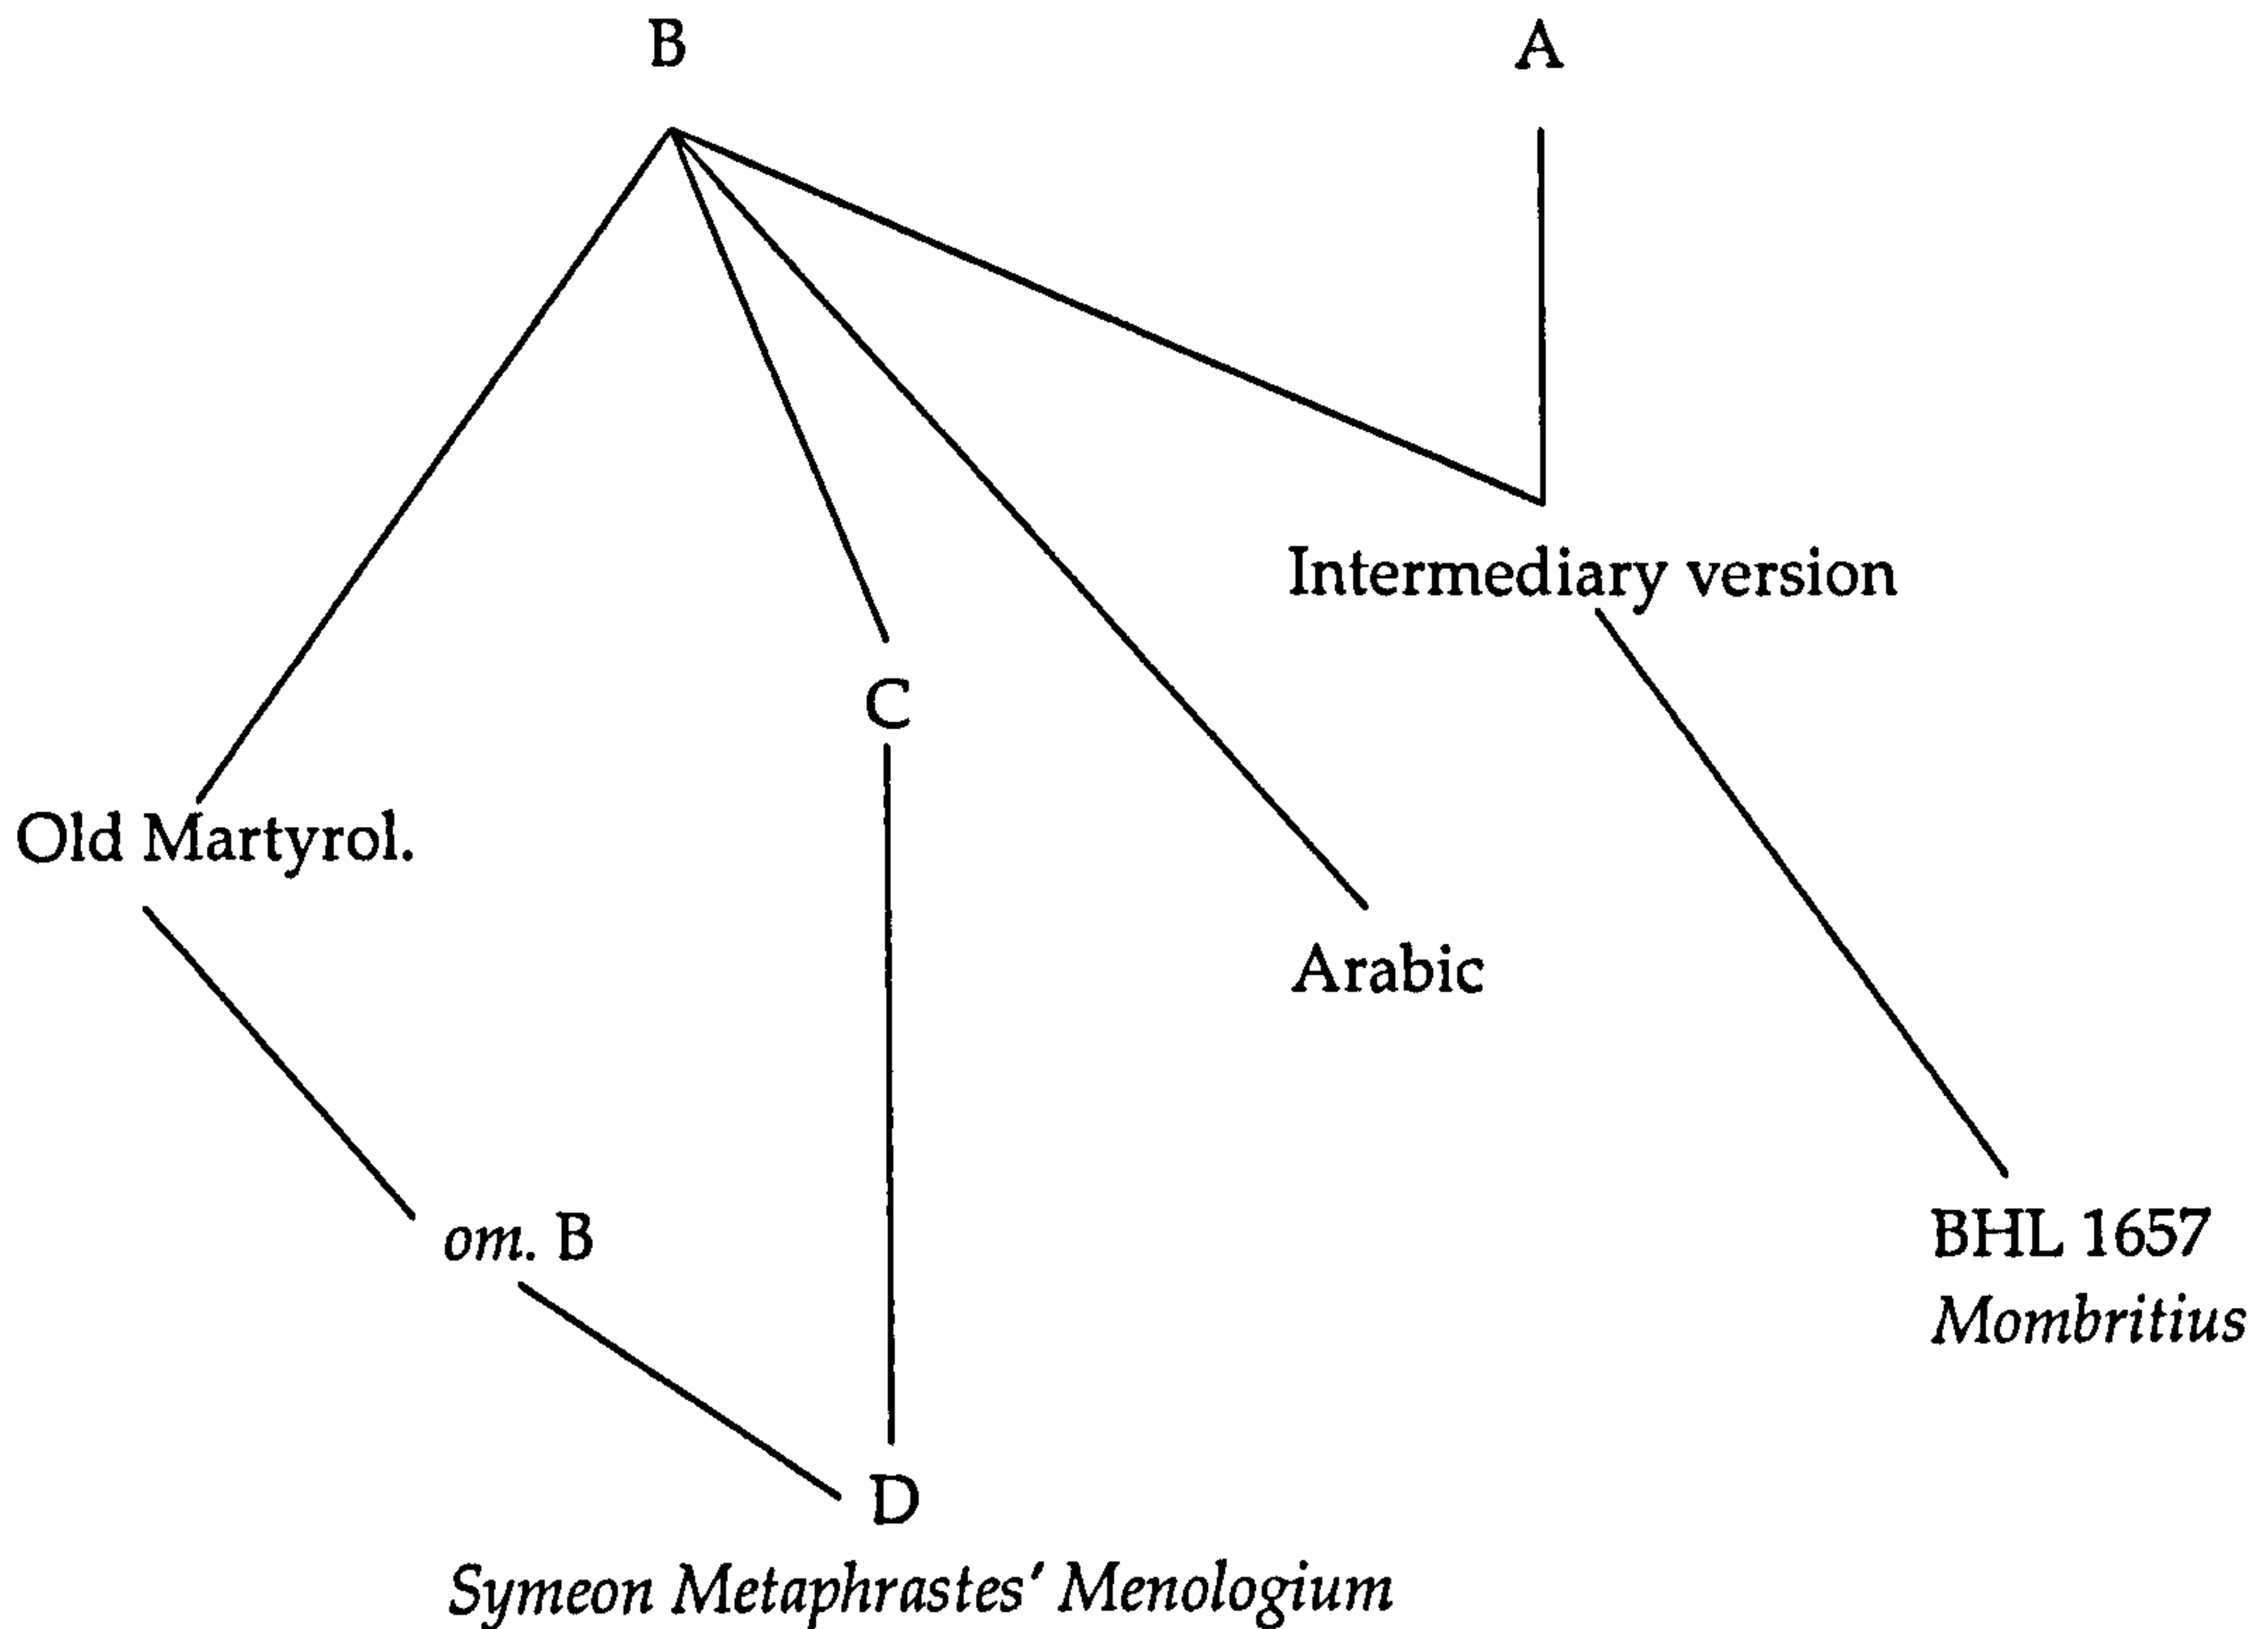 B
A
Intermediary version
C
Old Martyrol.
Arabic
om. B
BHL 1657
Mombritius
D
Symeon Metaphrastes' Menologium